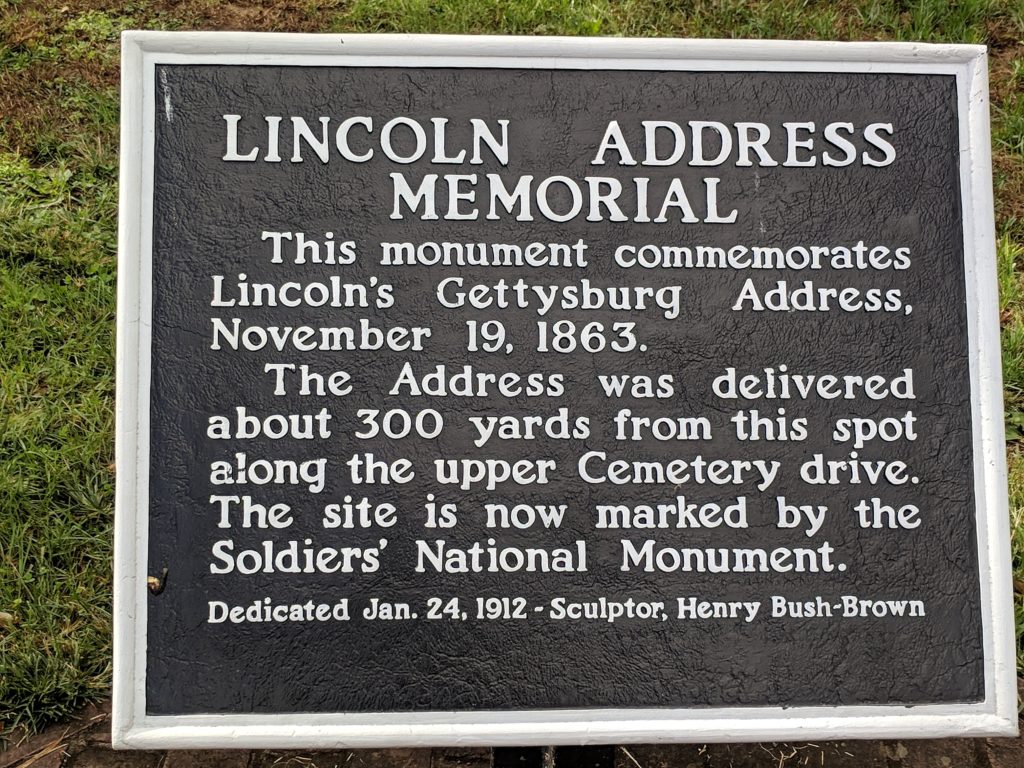 LINCOLN ADDRESS
MEMORIAL
This monument commemorates
Lincoln's Gettysburg Address,
November 19, 1863.
The Address was delivered
about 300 yards from this spot
along the upper Cemetery drive.
The site is now marked by the
Soldiers' National Monument.
Dedicated Jan. 24, 1912 - Sculptor, Henry Bush-Brown